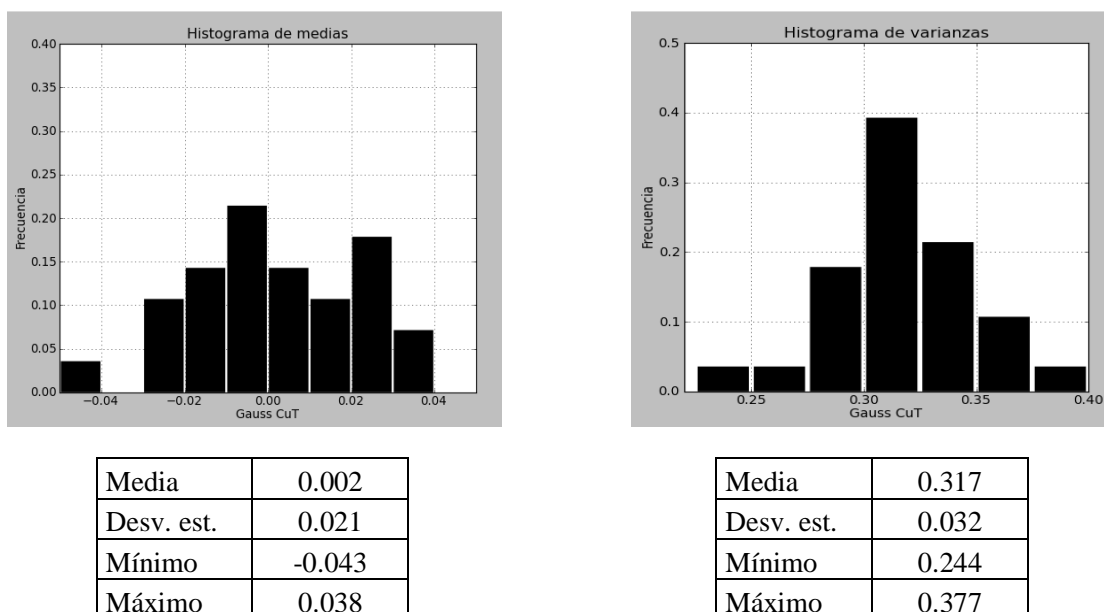 Histograma de medias
0.40
0.35
0.30
0.25
0.20
0.15
0.10
0.05
0.00
Frecuencia
−0.04 −0.02 0.00 0.02 0.04
Gauss CuT
Histograma de varianzas
0.5
0.4
0.3
0.2
0.1
0.0
Frecuencia
0.25 0.30 0.35 0.40
Gauss CuT
Media 0.002
Desv. est. 0.021
Mínimo -0.043
Máximo 0.038
Media 0.317
Desv. est. 0.032
Mínimo 0.244
Máximo 0.377